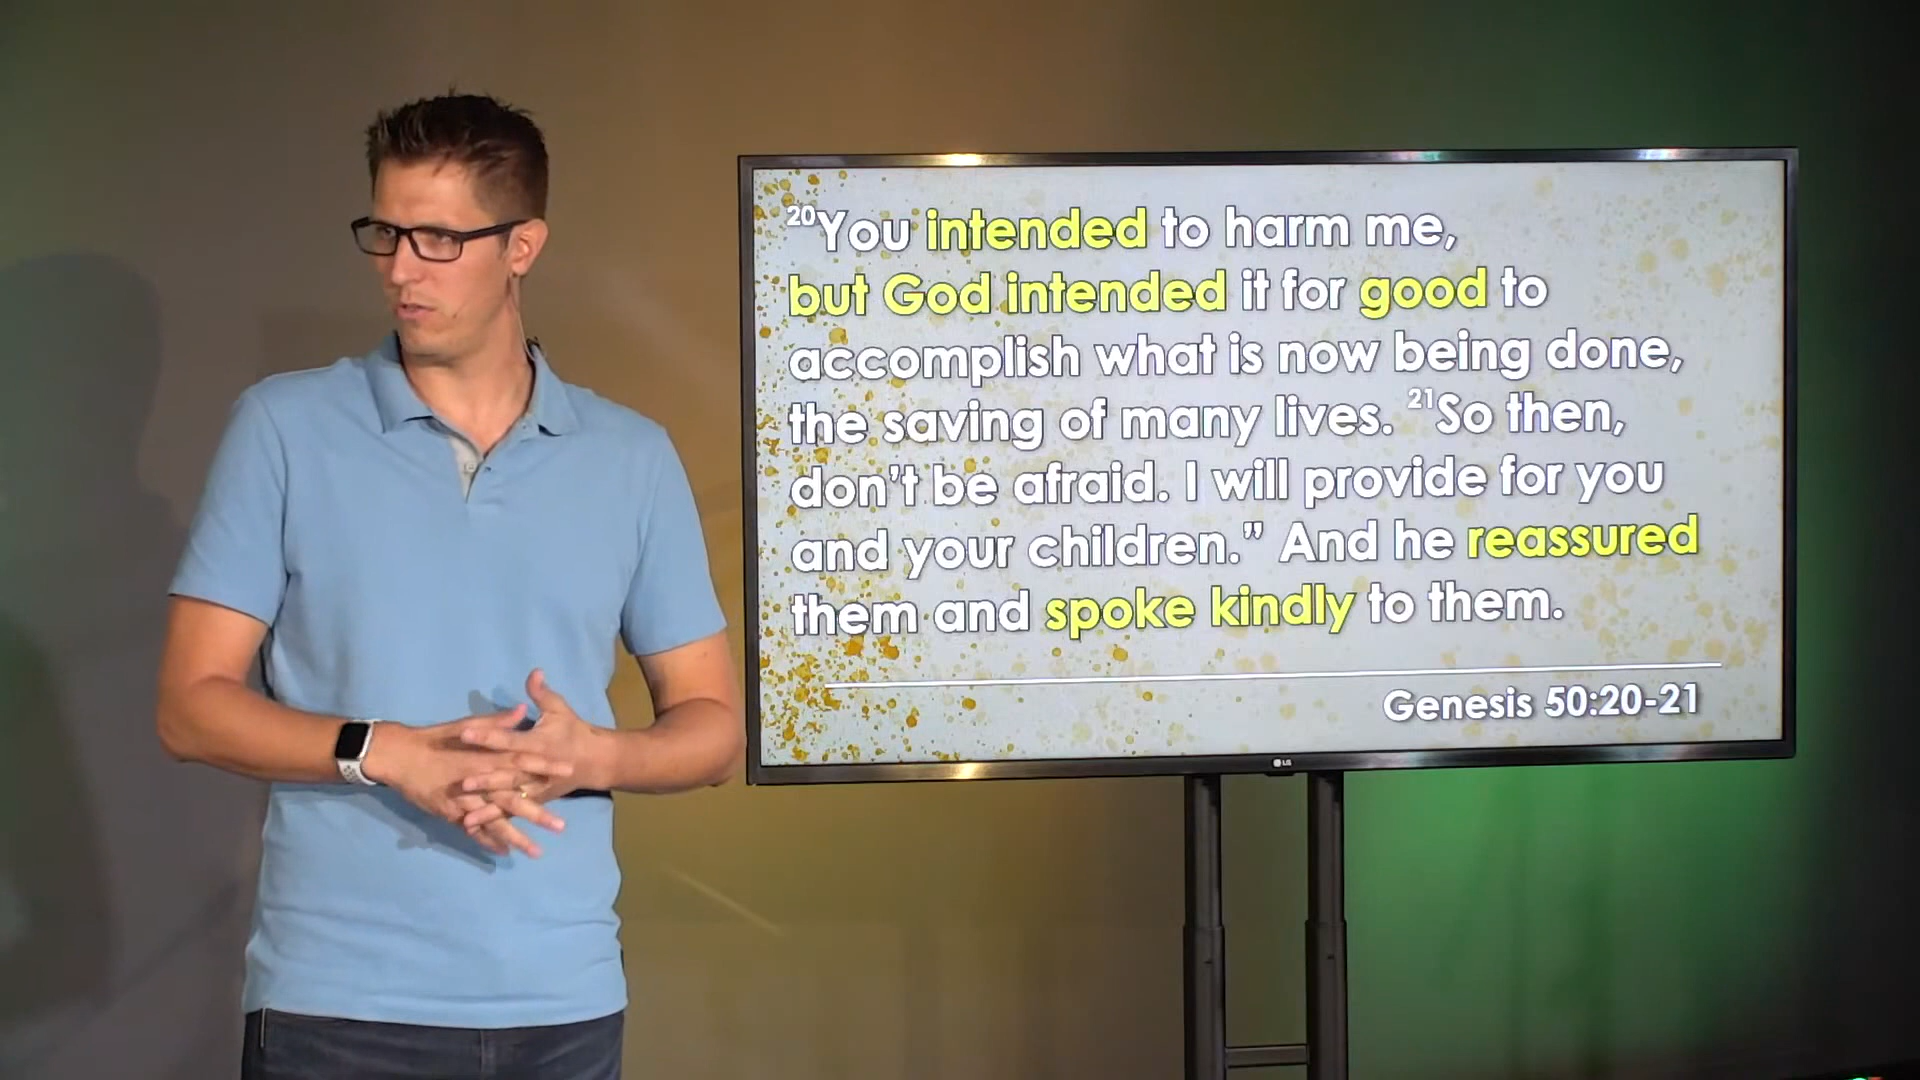 ²⁰You intended to harm me,
but God intended it for good to
accomplish what is now being done,
the saving of many lives. ²¹So then,
don't be afraid. I will provide for you
and your children.” And he reassured
them and spoke kindly to them.
Genesis 50:20-21
LG